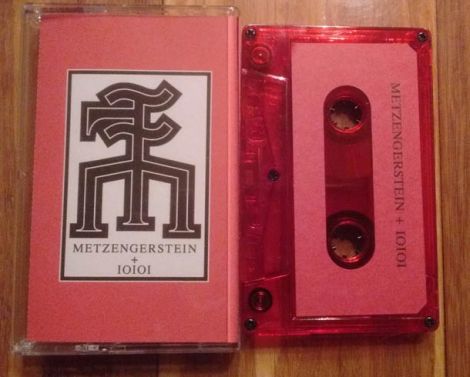 METZENGERSTEIN
+
IOIOI
METZENGERSTEIN + IOIOI